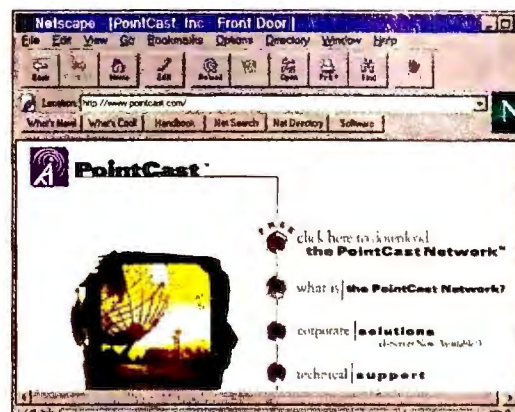 Netscape [PointCast Inc Front Door]
File Edit View Go Bookmarks Options Directory Window Help
Back Home Edit Reload Open Print Find
Location: http://www.pointcast.com/
N
What's New! What's Cool! Handbook Net Search Net Directory Software
PointCast™
FREE
click here to download
the PointCast Network™
what is the PointCast Network?
corporate solutions
technical support